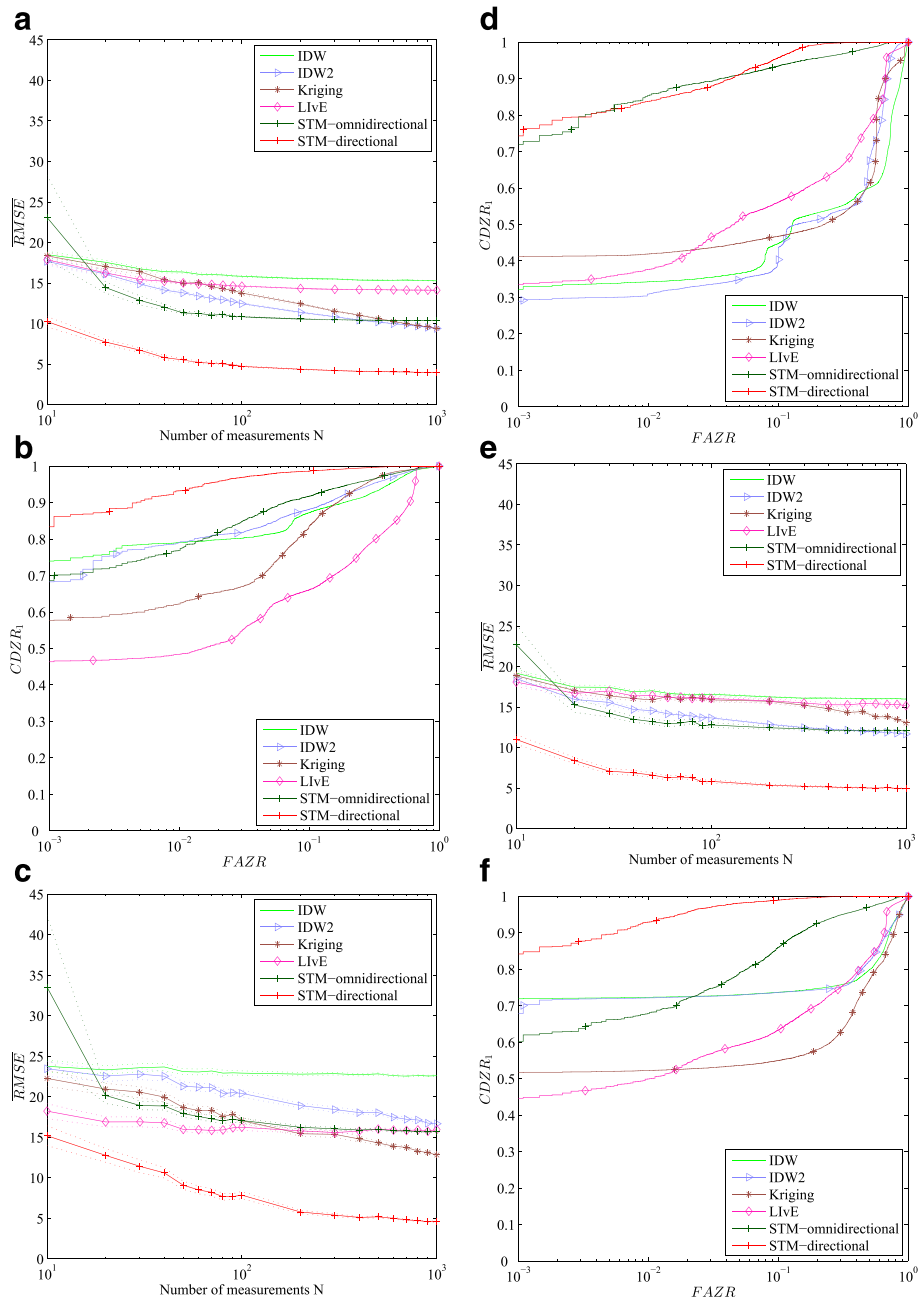 a
45
40
35
30
25
20
15
10
5
0
RMSE
10^1
10^2
10^3
Number of measurements N
IDW
IDW2
Kriging
LIvE
STM−omnidirectional
STM−directional
b
1
0.9
0.8
0.7
0.6
0.5
0.4
0.3
0.2
0.1
0
CDZR_1
10^−3
10^−2
10^−1
10^0
FAZR
IDW
IDW2
Kriging
LIvE
STM−omnidirectional
STM−directional
c
45
40
35
30
25
20
15
10
5
0
RMSE
10^1
10^2
10^3
Number of measurements N
IDW
IDW2
Kriging
LIvE
STM−omnidirectional
STM−directional
d
1
0.9
0.8
0.7
0.6
0.5
0.4
0.3
0.2
0.1
0
CDZR_1
10^−3
10^−2
10^−1
10^0
FAZR
IDW
IDW2
Kriging
LIvE
STM−omnidirectional
STM−directional
e
45
40
35
30
25
20
15
10
5
0
RMSE
10^1
10^2
10^3
Number of measurements N
IDW
IDW2
Kriging
LIvE
STM−omnidirectional
STM−directional
f
1
0.9
0.8
0.7
0.6
0.5
0.4
0.3
0.2
0.1
0
CDZR_1
10^−3
10^−2
10^−1
10^0
FAZR
IDW
IDW2
Kriging
LIvE
STM−omnidirectional
STM−directional